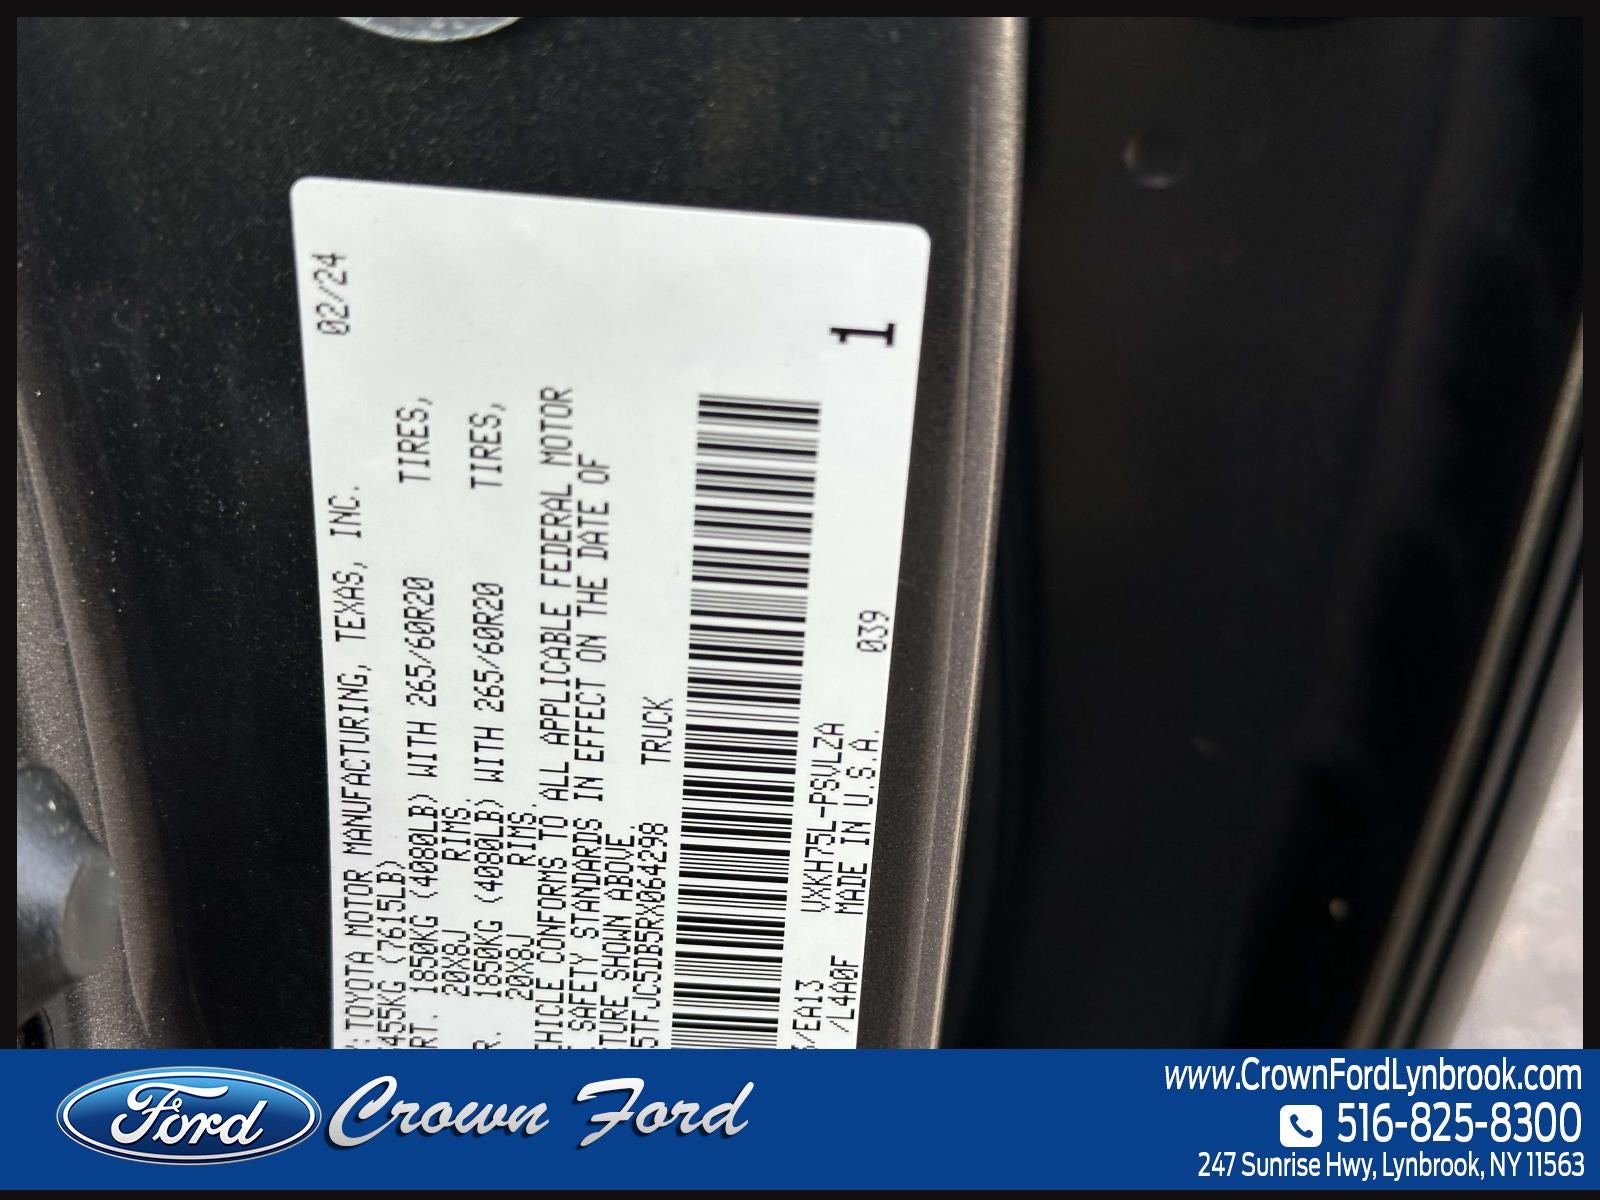 : TOYOTA MOTOR MANUFACTURING, TEXAS, INC. 02/24
455KG (7615LB)
RT. 1850KG (4080LB) WITH 265/60R20 TIRES,
20X8J RIMS.
R. 1850KG (4080LB) WITH 265/60R20 TIRES,
20X8J RIMS.
HICLE CONFORMS TO ALL APPLICABLE FEDERAL MOTOR
SAFETY STANDARDS IN EFFECT ON THE DATE OF
TURE SHOWN ABOVE.
5TFJC5DB5RX064298 TRUCK
/EA13 VXKH75L-PSVLZA 039 1
/L4A0F MADE IN U.S.A.
Ford Crown Ford
www.CrownFordLynbrook.com
516-825-8300
247 Sunrise Hwy, Lynbrook, NY 11563